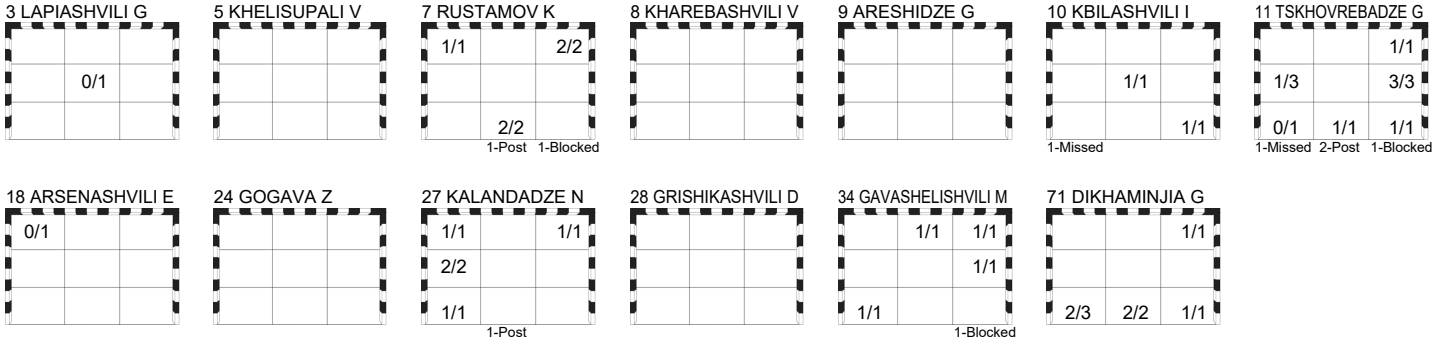 3 LAPIASHVILI G 5 KHELISUPALI V 7 RUSTAMOV K 8 KHAREBASHVILI V 9 ARESHIDZE G 10 KBILASHVILI I 11 TSKHOVREBADZE G
1/1 2/2 1/1
0/1 1/1 1/3 3/3
2/2 1/1 0/1 1/1 1/1
1-Post 1-Blocked 1-Missed 1-Missed 2-Post 1-Blocked
18 ARSENASHVILI E 24 GOGAVA Z 27 KALANDADZE N 28 GRISHIKASHVILI D 34 GAVASHELISHVILI M 71 DIKHAMINJIA G
0/1 1/1 1/1 1/1 1/1 1/1
2/2 1/1
1/1 1/1 2/3 2/2 1/1
1-Post 1-Blocked